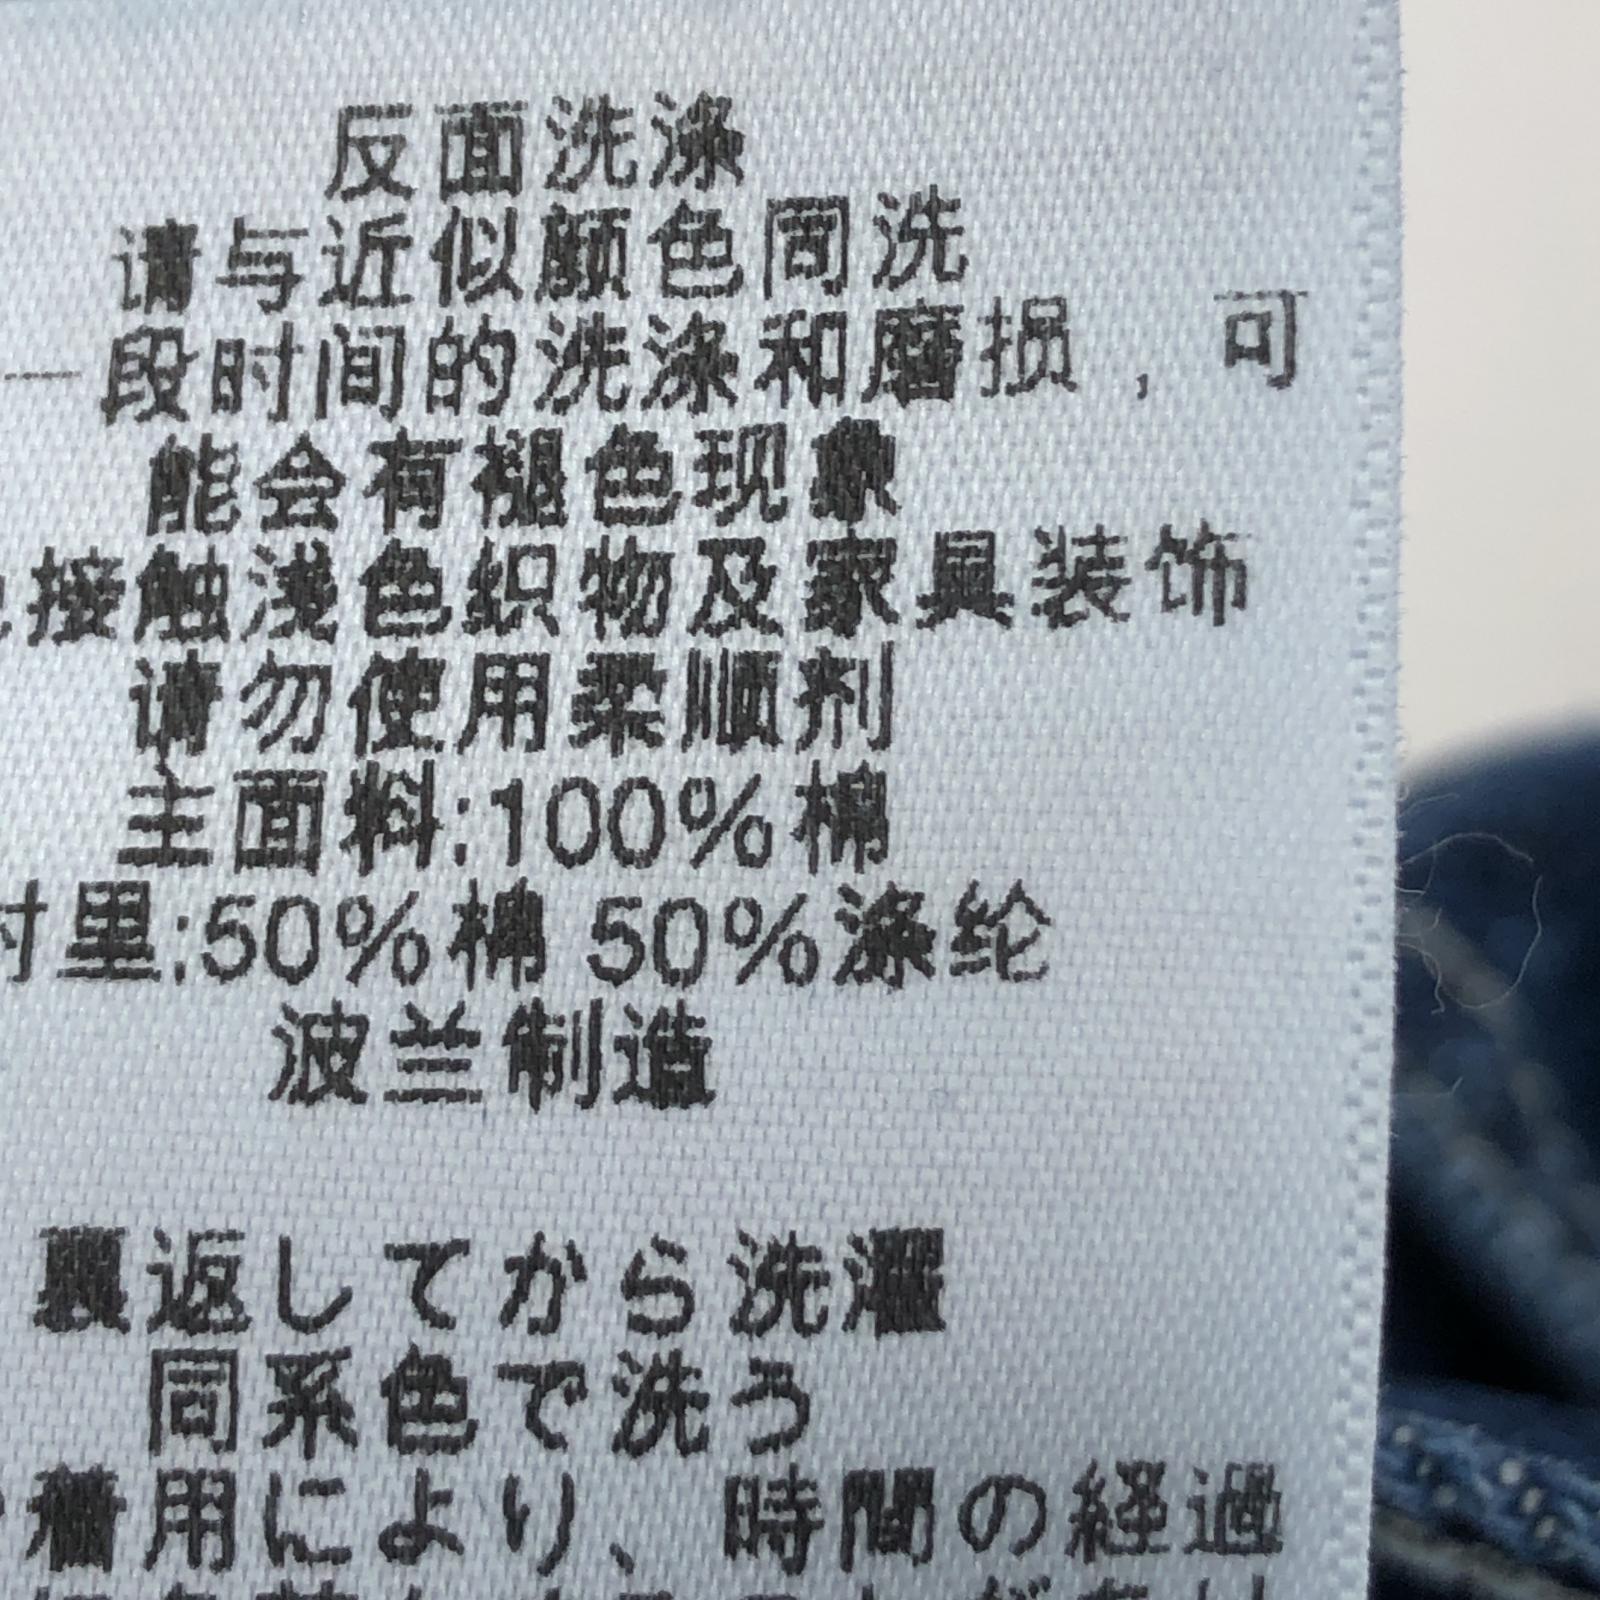 反面洗涤
请与近似颜色同洗
一段时间的洗涤和磨损，可
能会有褪色现象
接触浅色织物及家具装饰
请勿使用柔顺剂
主面料:100%棉
衬里:50%棉 50%涤纶
波兰制造
裏返してから洗濯
同系色で洗う
着用により、時間の経過